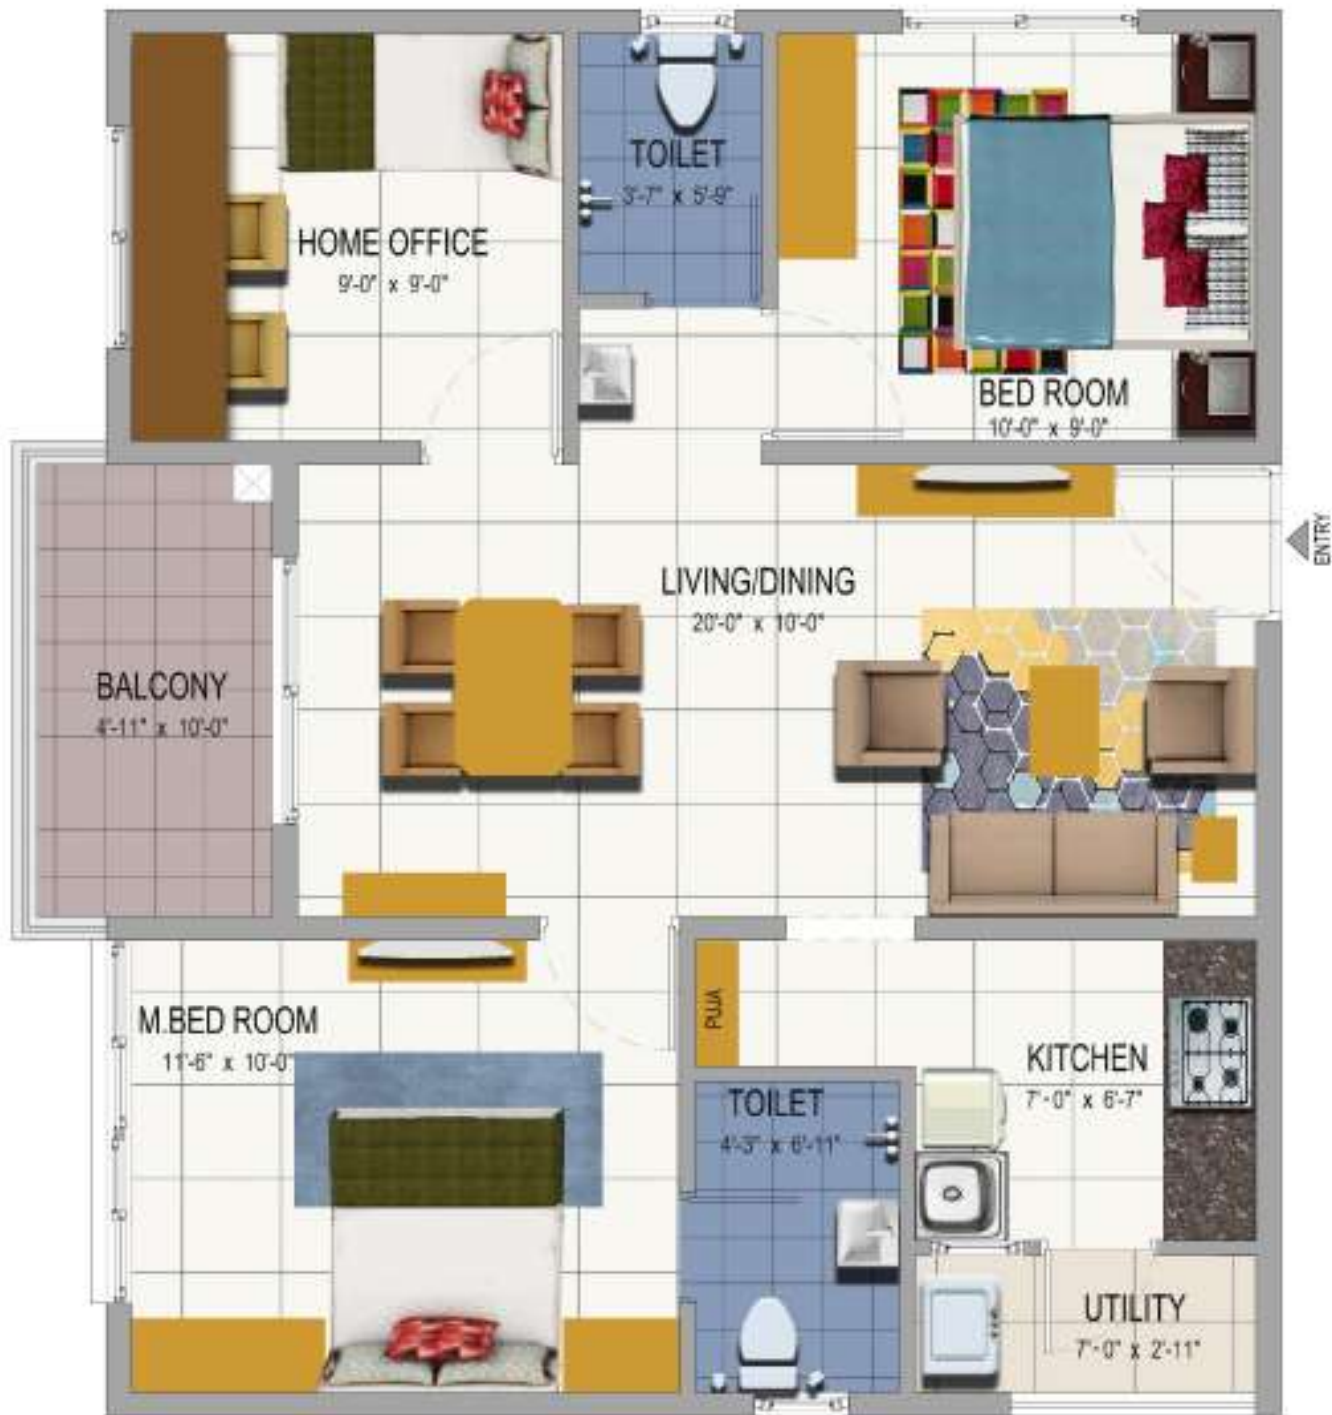 TOILET
3'-7" x 5'-9"
HOME OFFICE
9'-0" x 9'-0"
BED ROOM
10'-0" x 9'-0"
ENTRY
LIVING/DINING
20'-0" x 10'-0"
BALCONY
4'-11" x 10'-0"
M.BED ROOM
11'-6" x 10'-0"
PUJA
KITCHEN
7'-0" x 6'-7"
TOILET
4'-3" x 6'-11"
UTILITY
7'-0" x 2'-11"